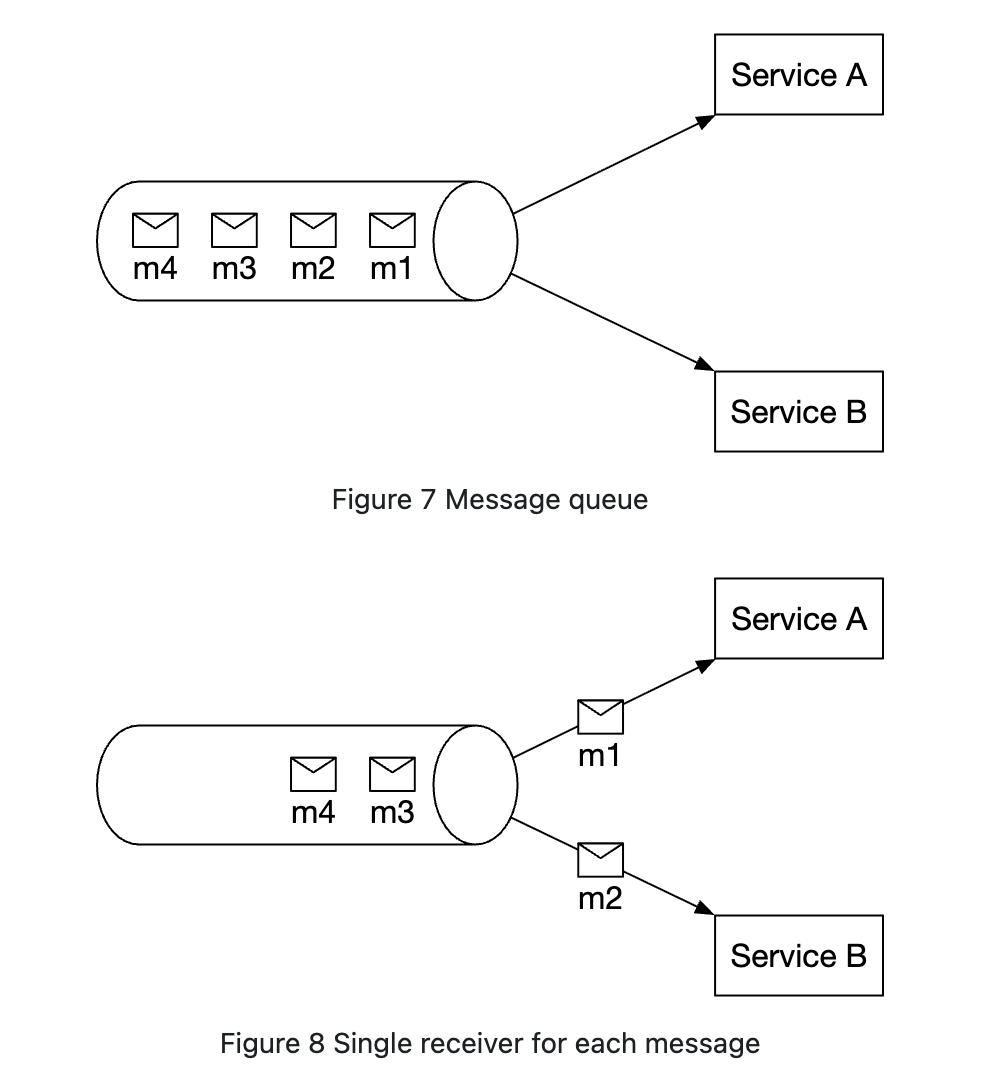 Service A
m4 m3 m2 m1
Service B
Figure 7 Message queue
Service A
m1
m4 m3
m2
Service B
Figure 8 Single receiver for each message